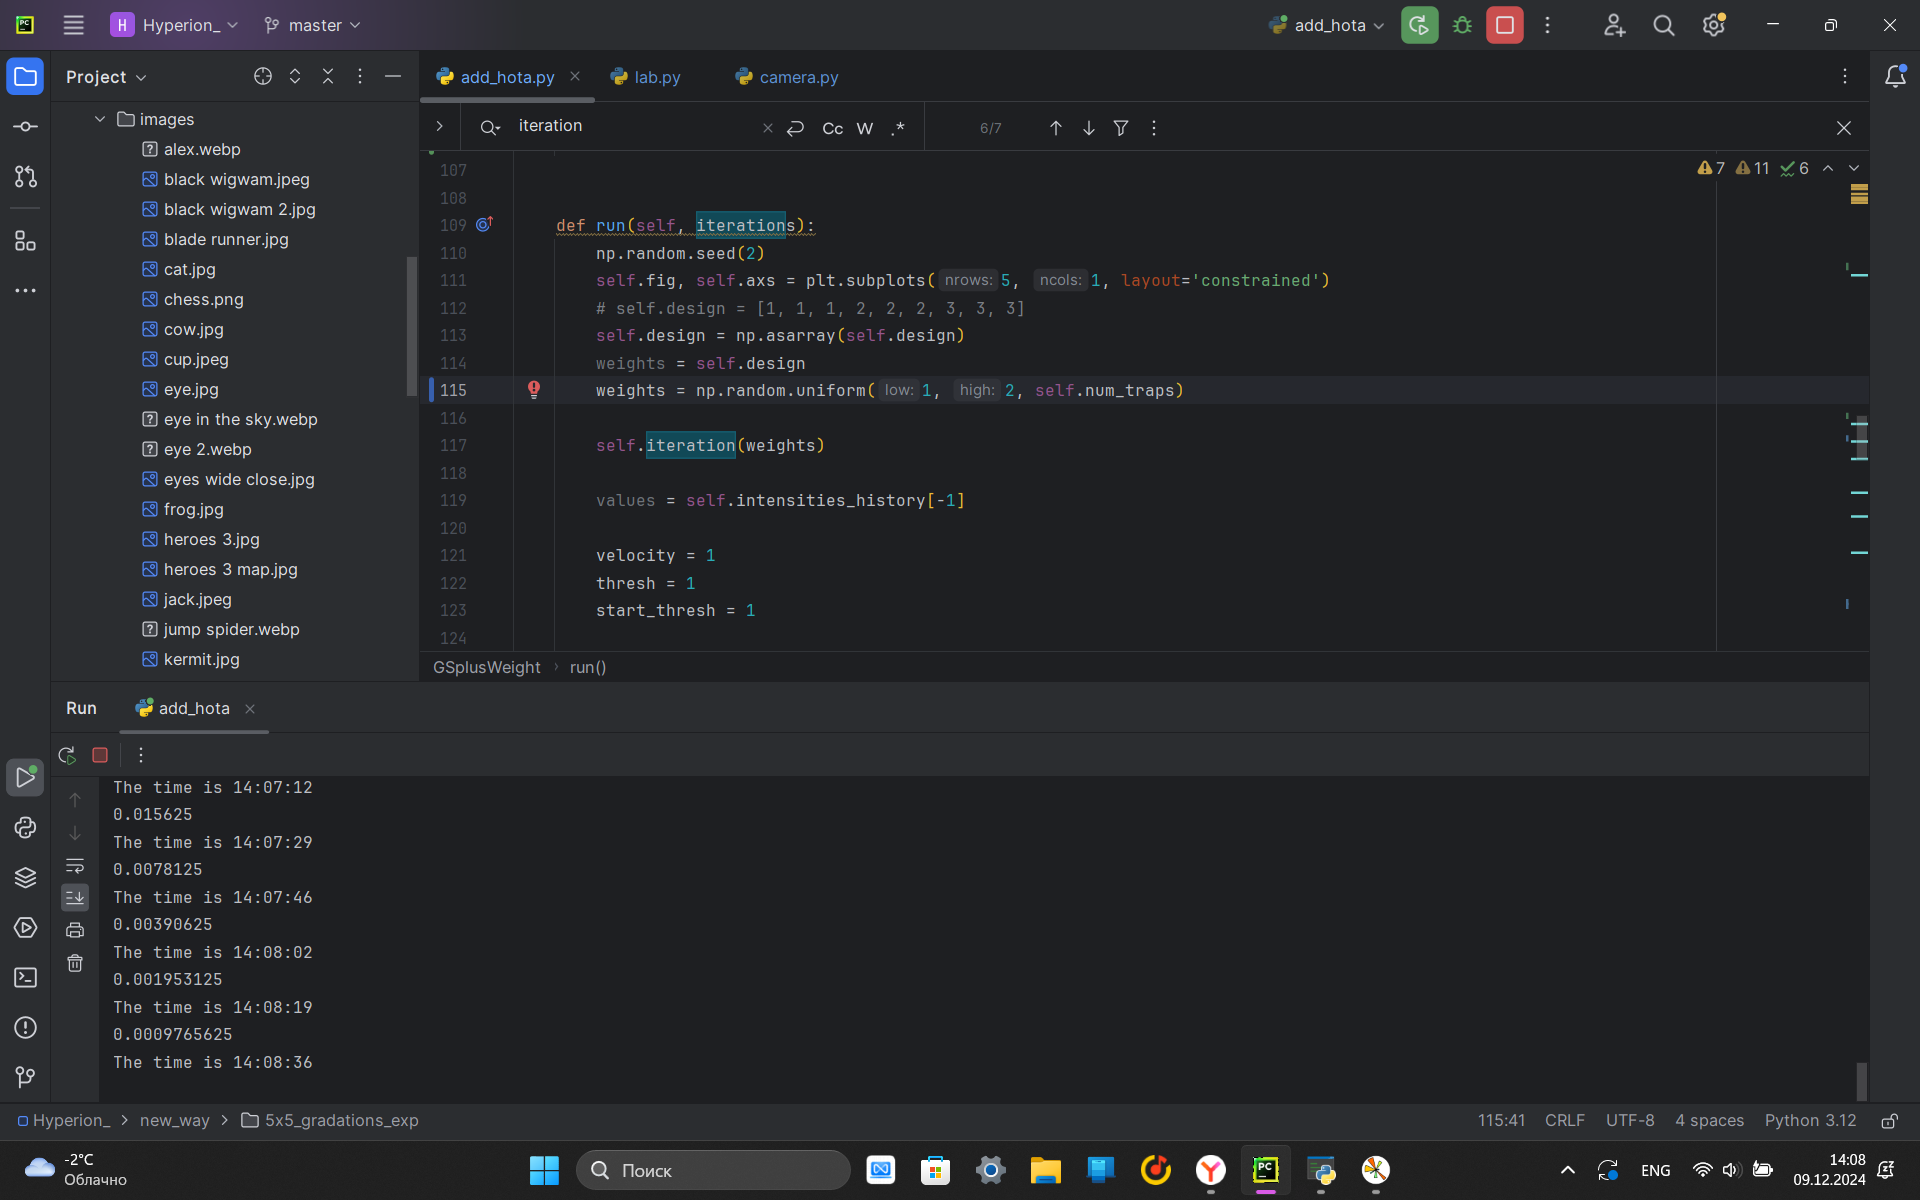 PC
H
Hyperion_
master
add_hota
Project
add_hota.py
lab.py
camera.py
iteration
Cc
W
.*
6/7
images
alex.webp
black wigwam.jpeg
black wigwam 2.jpg
blade runner.jpg
cat.jpg
chess.png
cow.jpg
cup.jpeg
eye.jpg
eye in the sky.webp
eye 2.webp
eyes wide close.jpg
frog.jpg
heroes 3.jpg
heroes 3 map.jpg
jack.jpeg
jump spider.webp
kermit.jpg
7 11 6
107
108
109 def run(self, iterations):
110 np.random.seed(2)
111 self.fig, self.axs = plt.subplots( nrows: 5, ncols: 1, layout='constrained')
112 # self.design = [1, 1, 1, 2, 2, 2, 3, 3, 3]
113 self.design = np.asarray(self.design)
114 weights = self.design
115 weights = np.random.uniform( low: 1, high: 2, self.num_traps)
116
117 self.iteration(weights)
118
119 values = self.intensities_history[-1]
120
121 velocity = 1
122 thresh = 1
123 start_thresh = 1
124
GSplusWeight › run()
Run
add_hota
The time is 14:07:12
0.015625
The time is 14:07:29
0.0078125
The time is 14:07:46
0.00390625
The time is 14:08:02
0.001953125
The time is 14:08:19
0.0009765625
The time is 14:08:36
Hyperion_ > new_way > 5x5_gradations_exp
115:41 CRLF UTF-8 4 spaces Python 3.12
-2°C
Облачно
Поиск
PC
ENG
14:08
09.12.2024